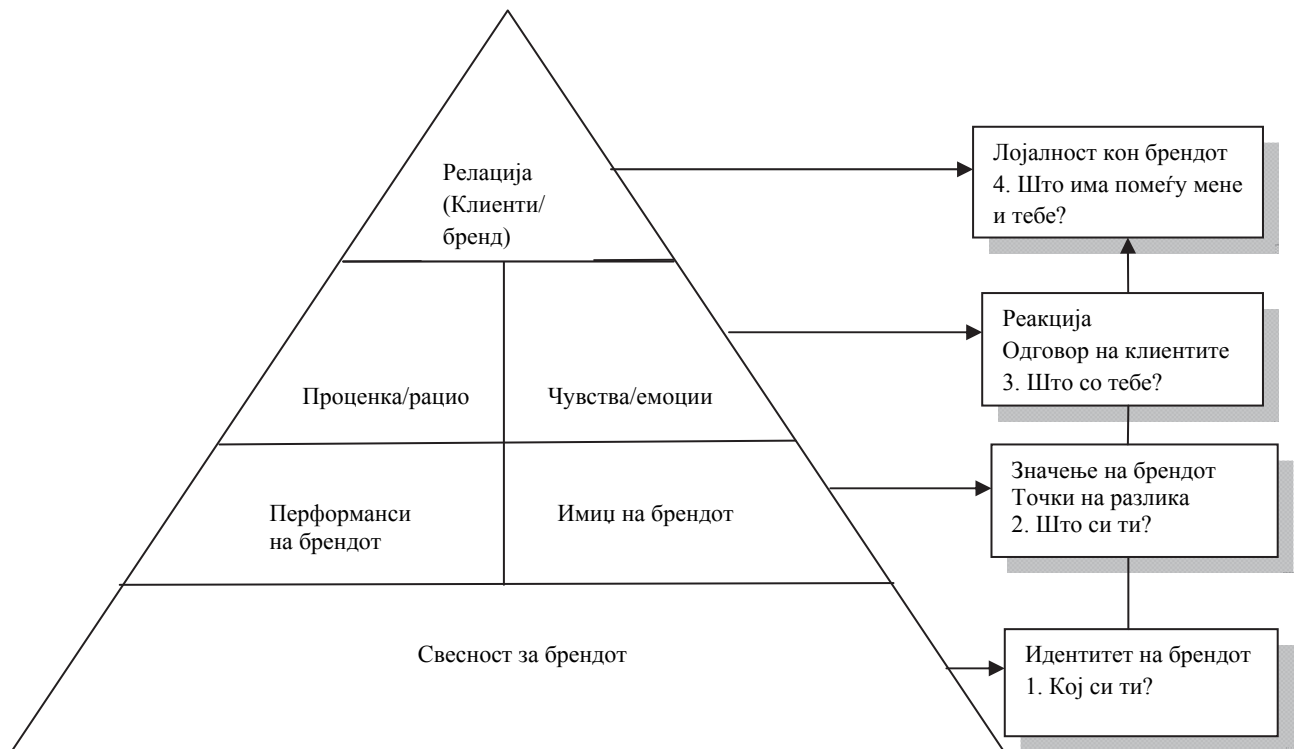 Релација
(Клиенти/
бренд)
Лојалност кон брендот
4. Што има помеѓу мене
и тебе?
Реакција
Одговор на клиентите
3. Што со тебе?
Проценка/рацио
Чувства/емоции
Значење на брендот
Точки на разлика
2. Што си ти?
Перформанси
на брендот
Имиџ на брендот
Свесност за брендот
Идентитет на брендот
1. Кој си ти?